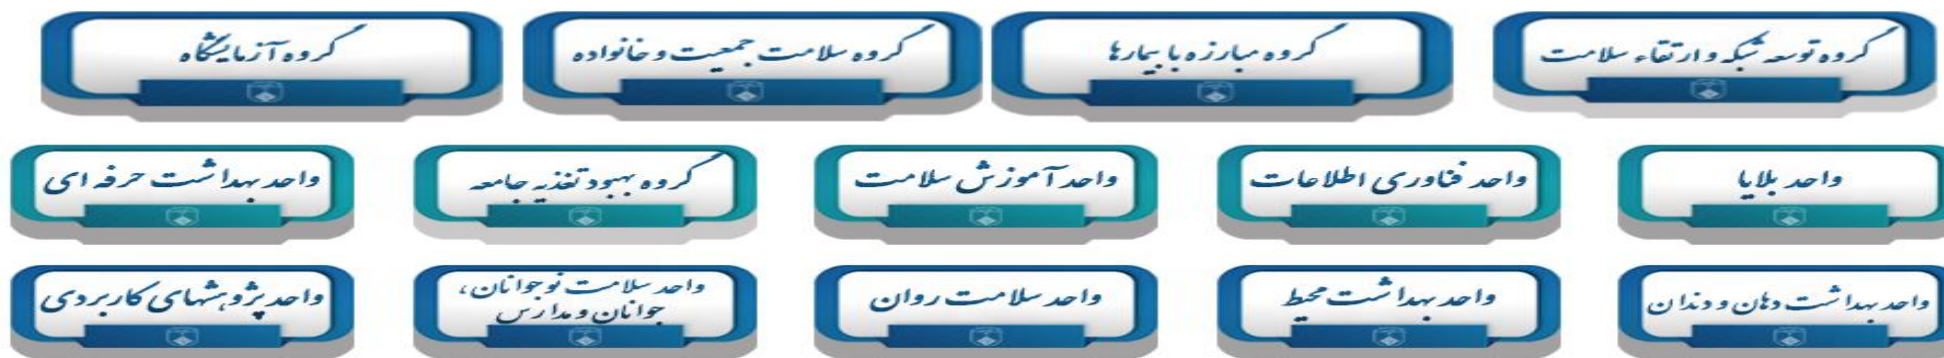 گروه توسعه شبکه و ارتقاء سلامت
گروه مبارزه با بیمارها
گروه سلامت جمعیت و خانواده
گروه آزمایشگاه
واحد بلایا
واحد فناوری اطلاعات
واحد آموزش سلامت
گروه بهبود تغذیه جامعه
واحد بهداشت حرفه ای
واحد بهداشت دهان و دندان
واحد بهداشت محیط
واحد سلامت روان
واحد سلامت نوجوانان،
جوانان و مدارس
واحد پژوهشهای کاربردی